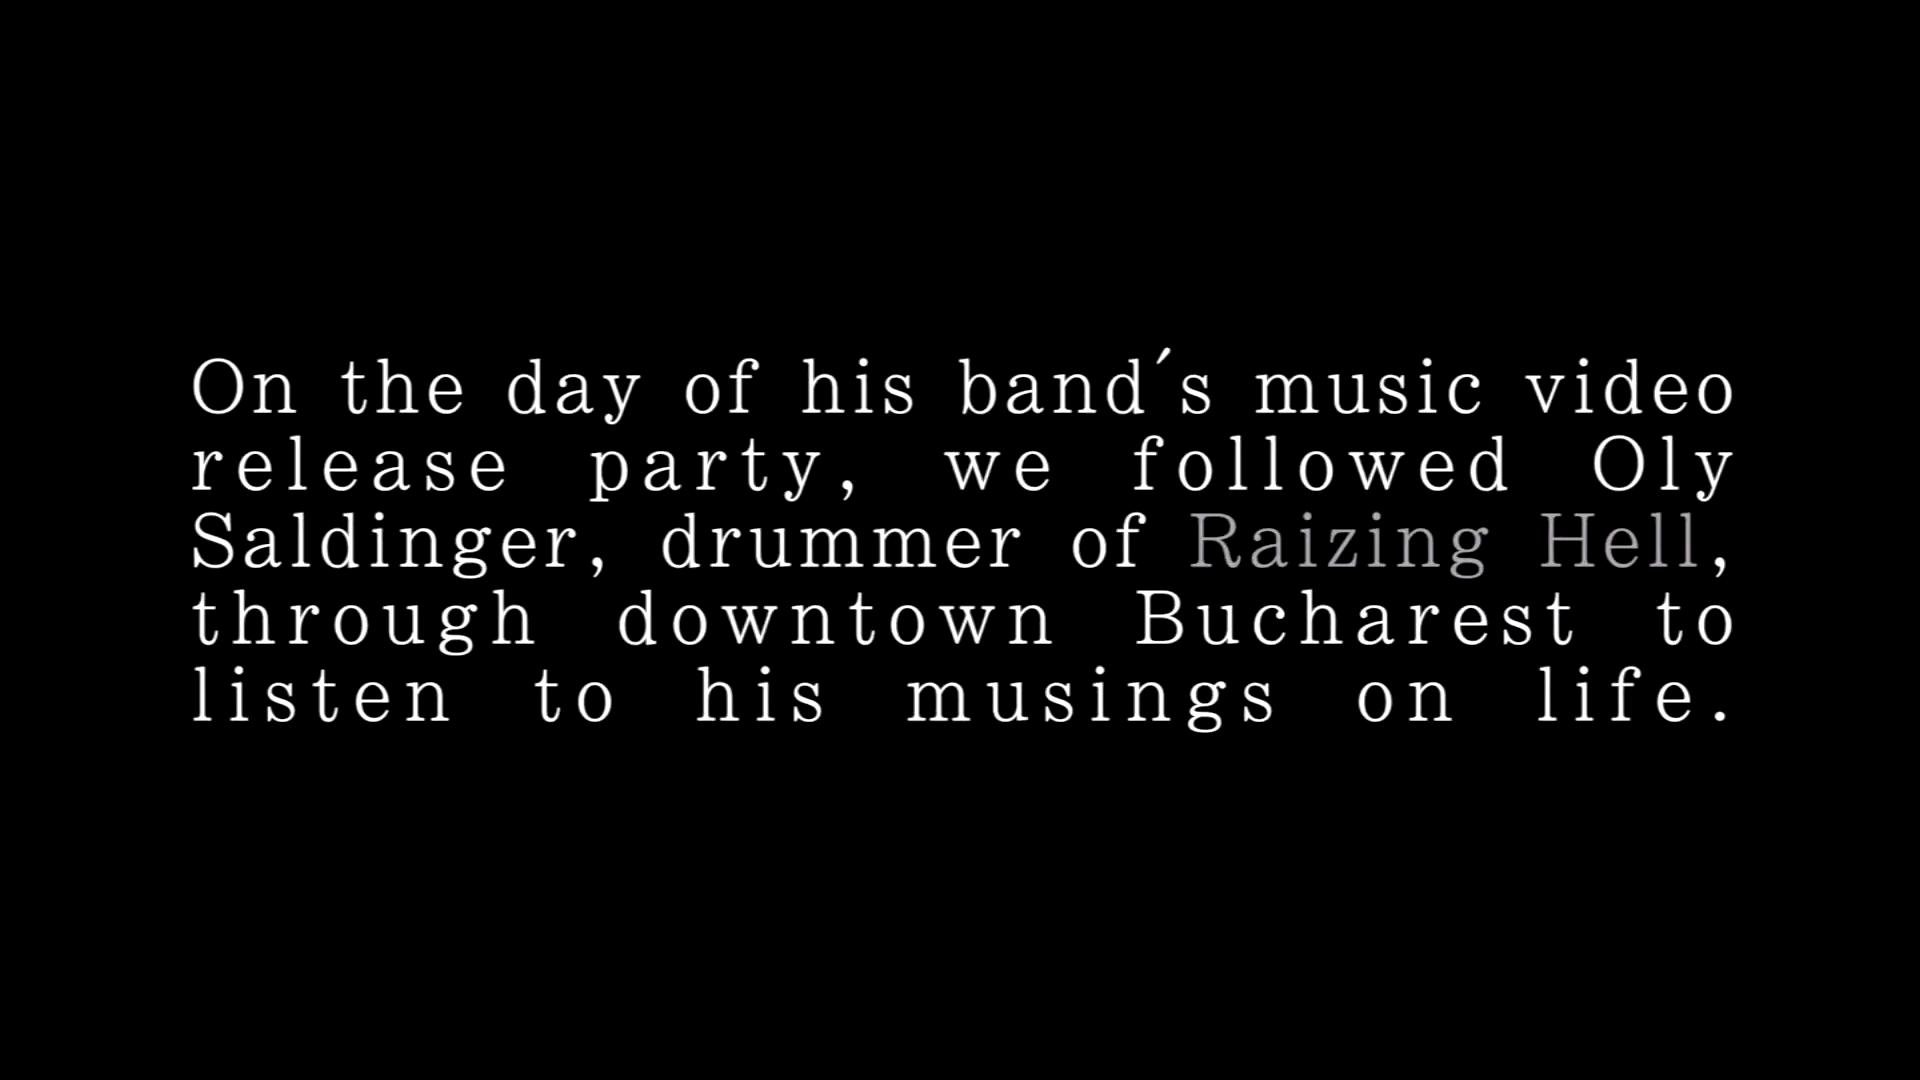 On the day of his band´s music video
release party, we followed Oly
Saldinger, drummer of Raizing Hell,
through downtown Bucharest to
listen to his musings on life.